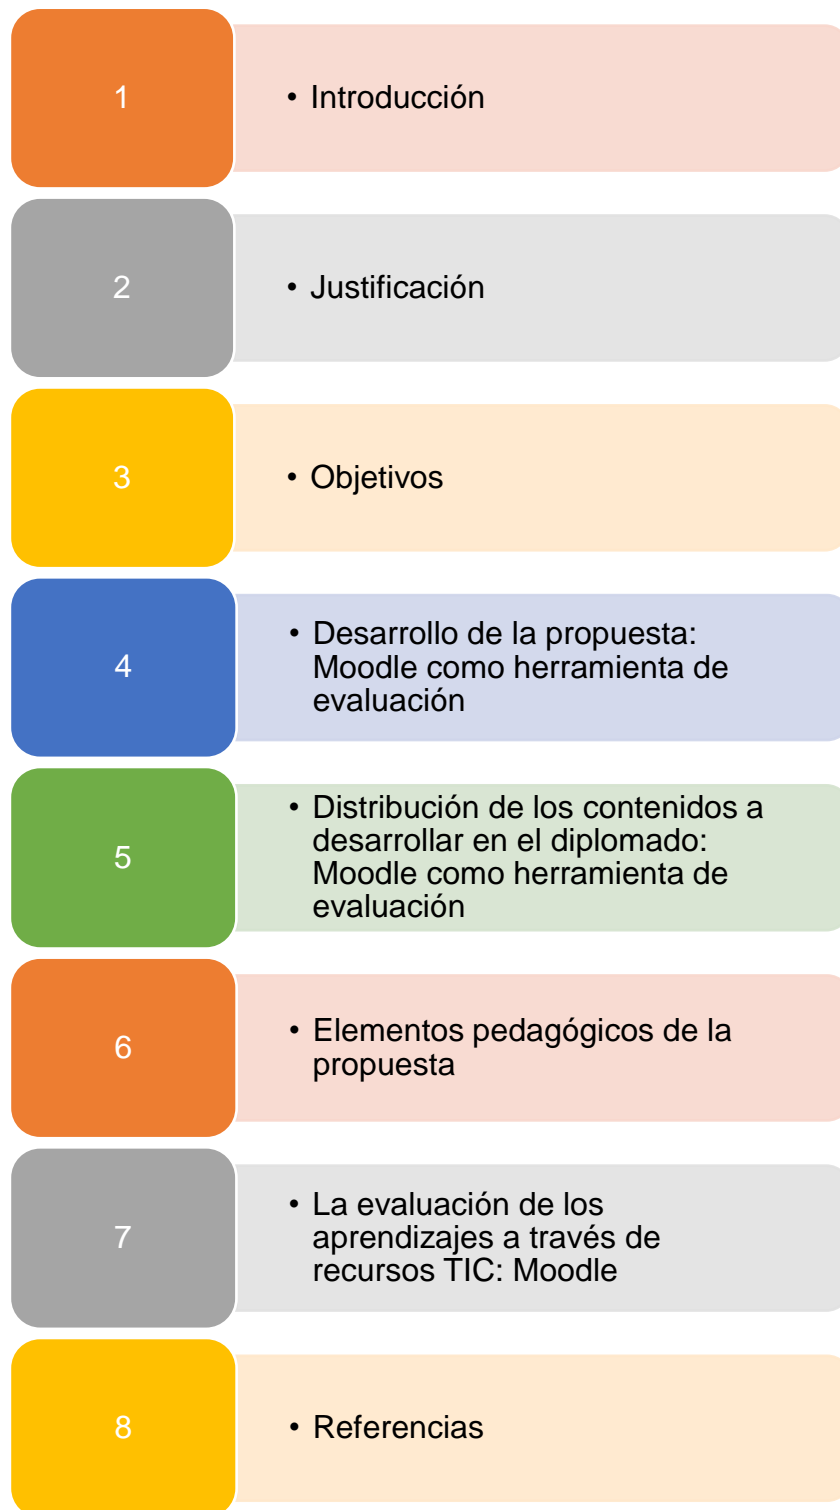 1
• Introducción
2
• Justificación
3
• Objetivos
4
• Desarrollo de la propuesta:
Moodle como herramienta de
evaluación
5
• Distribución de los contenidos a
desarrollar en el diplomado:
Moodle como herramienta de
evaluación
6
• Elementos pedagógicos de la
propuesta
7
• La evaluación de los
aprendizajes a través de
recursos TIC: Moodle
8
• Referencias